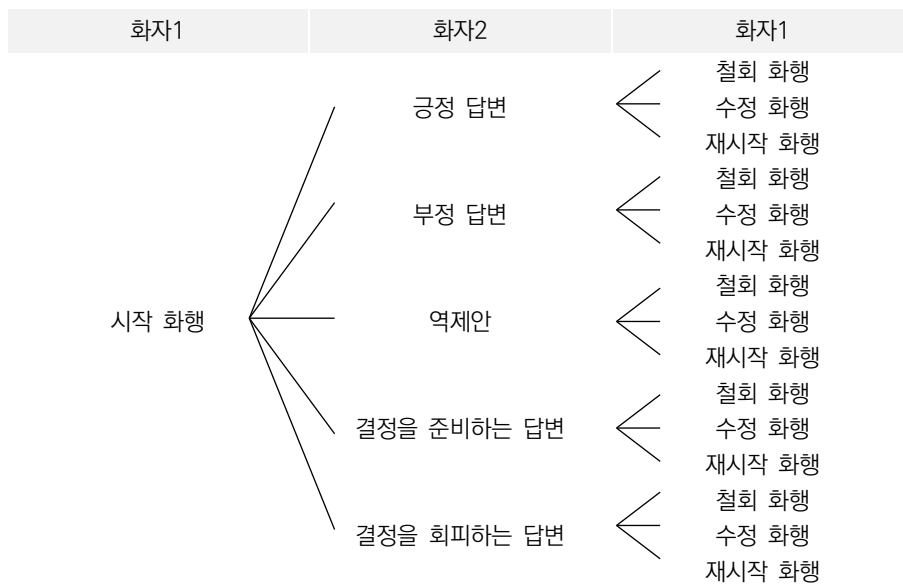 화자1 화자2 화자1
철회 화행
긍정 답변 수정 화행
재시작 화행
철회 화행
부정 답변 수정 화행
재시작 화행
철회 화행
시작 화행 역제안 수정 화행
재시작 화행
철회 화행
결정을 준비하는 답변 수정 화행
재시작 화행
철회 화행
결정을 회피하는 답변 수정 화행
재시작 화행